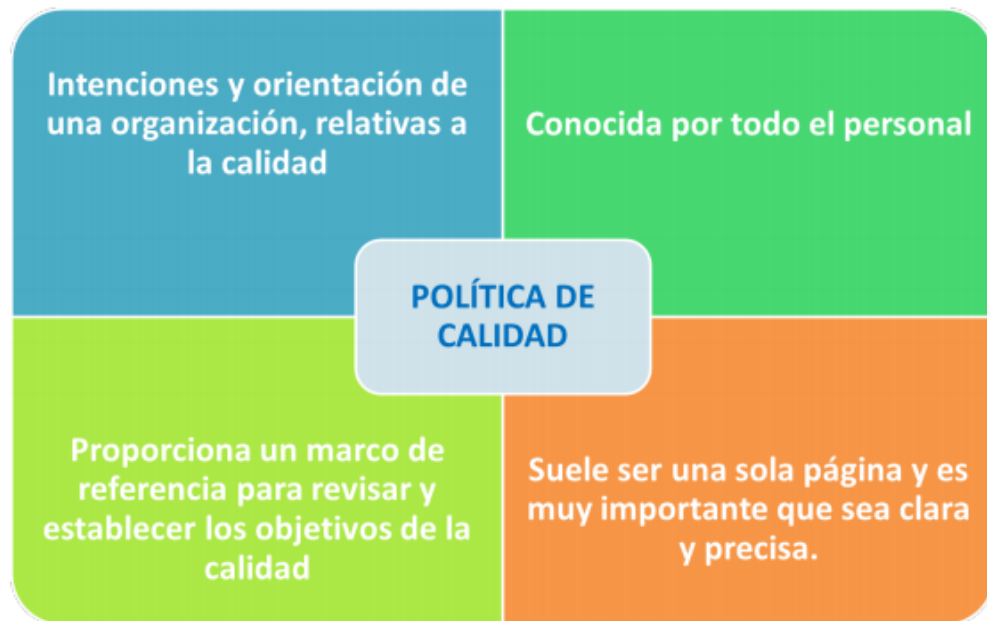 Intenciones y orientación de
una organización, relativas a
la calidad
Conocida por todo el personal
POLÍTICA DE
CALIDAD
Proporciona un marco de
referencia para revisar y
establecer los objetivos de la
calidad
Suele ser una sola página y es
muy importante que sea clara
y precisa.